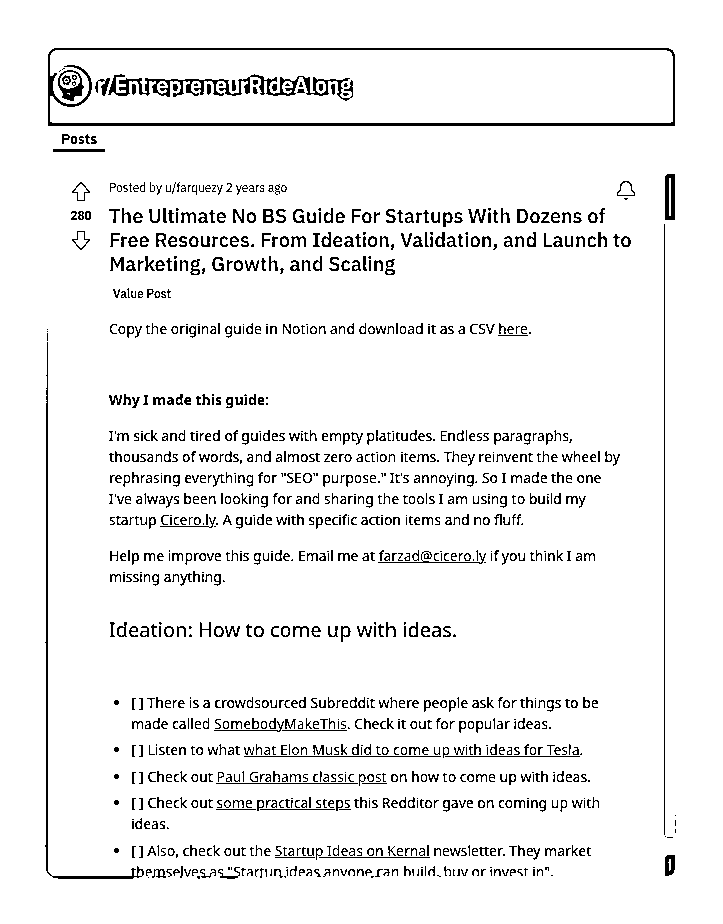 r/EntrepreneurRideAlong
Posts
Posted by u/farquezy 2 years ago
280
The Ultimate No BS Guide For Startups With Dozens of
Free Resources. From Ideation, Validation, and Launch to
Marketing, Growth, and Scaling
Value Post
Copy the original guide in Notion and download it as a CSV here.
Why I made this guide:
I'm sick and tired of guides with empty platitudes. Endless paragraphs,
thousands of words, and almost zero action items. They reinvent the wheel by
rephrasing everything for "SEO" purpose." It's annoying. So I made the one
I've always been looking for and sharing the tools I am using to build my
startup Cicero.ly. A guide with specific action items and no fluff.
Help me improve this guide. Email me at farzad@cicero.ly if you think I am
missing anything.
Ideation: How to come up with ideas.
• [ ] There is a crowdsourced Subreddit where people ask for things to be
made called SomebodyMakeThis. Check it out for popular ideas.
• [ ] Listen to what what Elon Musk did to come up with ideas for Tesla.
• [ ] Check out Paul Grahams classic post on how to come up with ideas.
• [ ] Check out some practical steps this Redditor gave on coming up with
ideas.
• [ ] Also, check out the Startup Ideas on Kernal newsletter. They market
themselves as "Startup ideas anyone can build, buy or invest in".